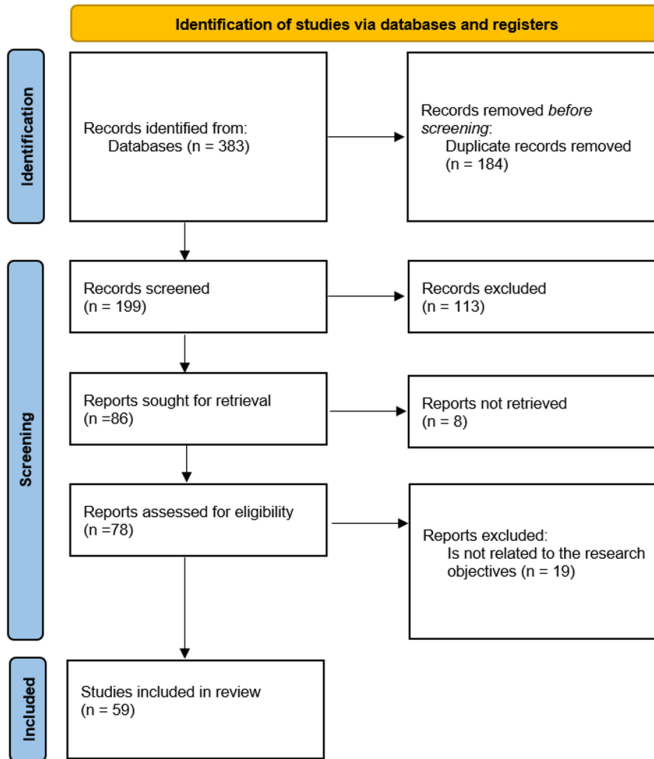 Identification of studies via databases and registers
Identification
Records identified from:
Databases (n = 383)
Records removed before
screening:
Duplicate records removed
(n = 184)
Screening
Records screened
(n = 199)
Records excluded
(n = 113)
Reports sought for retrieval
(n =86)
Reports not retrieved
(n = 8)
Reports assessed for eligibility
(n =78)
Reports excluded:
Is not related to the research
objectives (n = 19)
Included
Studies included in review
(n = 59)